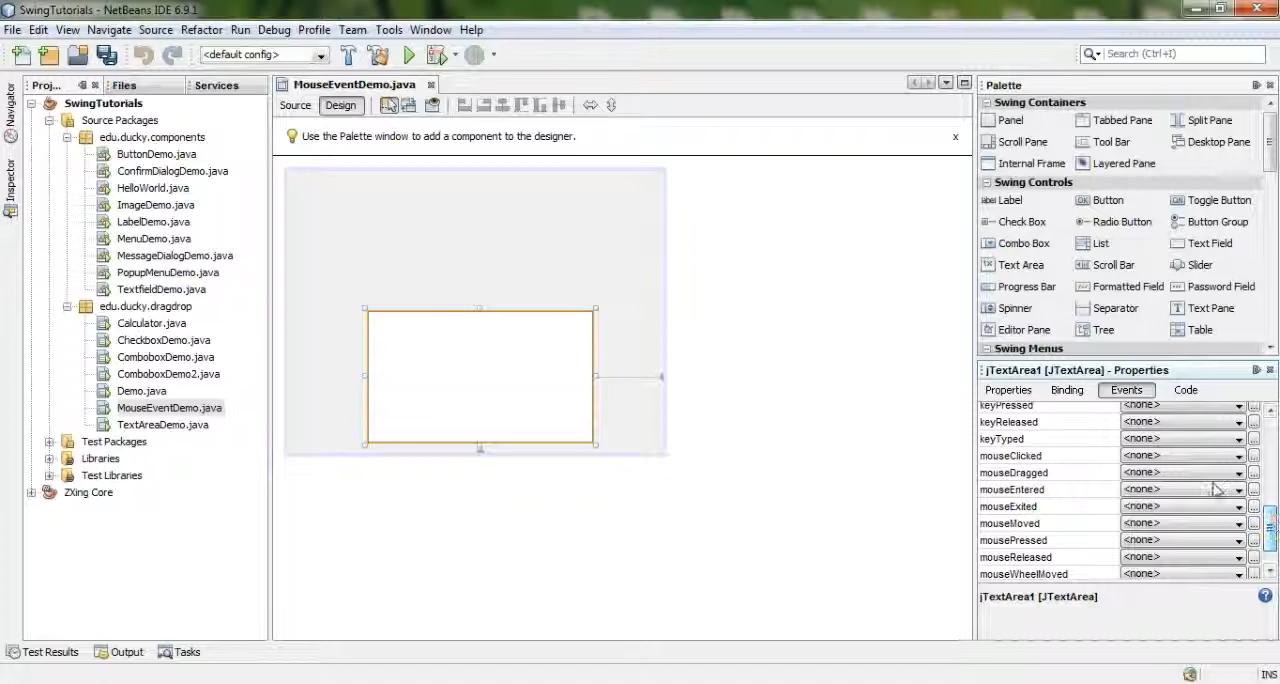 SwingTutorials - NetBeans IDE 6.9.1
File Edit View Navigate Source Refactor Run Debug Profile Team Tools Window Help
<default config>
Search (Ctrl+I)
Navigator
Inspector
Proj... Files Services
SwingTutorials
Source Packages
edu.ducky.components
ButtonDemo.java
ConfirmDialogDemo.java
HelloWorld.java
ImageDemo.java
LabelDemo.java
MenuDemo.java
MessageDialogDemo.java
PopupMenuDemo.java
TextfieldDemo.java
edu.ducky.dragdrop
Calculator.java
CheckboxDemo.java
ComboboxDemo.java
ComboboxDemo2.java
Demo.java
MouseEventDemo.java
TextAreaDemo.java
Test Packages
Libraries
Test Libraries
ZXing Core
MouseEventDemo.java
Source Design
Use the Palette window to add a component to the designer. x
Palette
Swing Containers
Panel Tabbed Pane Split Pane
Scroll Pane Tool Bar Desktop Pane
Internal Frame Layered Pane
Swing Controls
label Label OK Button ON Toggle Button
Check Box Radio Button Button Group
Combo Box List Text Field
Text Area Scroll Bar Slider
Progress Bar Formatted Field Password Field
Spinner Separator Text Pane
Editor Pane Tree Table
Swing Menus
jTextArea1 [JTextArea] - Properties
Properties Binding Events Code
keyPressed <none> ...
keyReleased <none> ...
keyTyped <none> ...
mouseClicked <none> ...
mouseDragged <none> ...
mouseEntered <none> ...
mouseExited <none> ...
mouseMoved <none> ...
mousePressed <none> ...
mouseReleased <none> ...
mouseWheelMoved <none> ...
jTextArea1 [JTextArea]
Test Results Output Tasks
INS